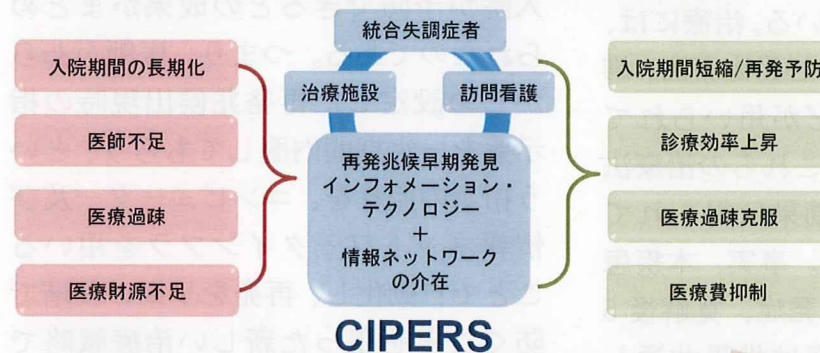 入院期間の長期化
医師不足
医療過疎
医療財源不足
統合失調症者
治療施設
訪問看護
再発兆候早期発見
インフォメーション・
テクノロジー
+
情報ネットワーク
の介在
CIPERS
入院期間短縮/再発予防
診療効率上昇
医療過疎克服
医療費抑制